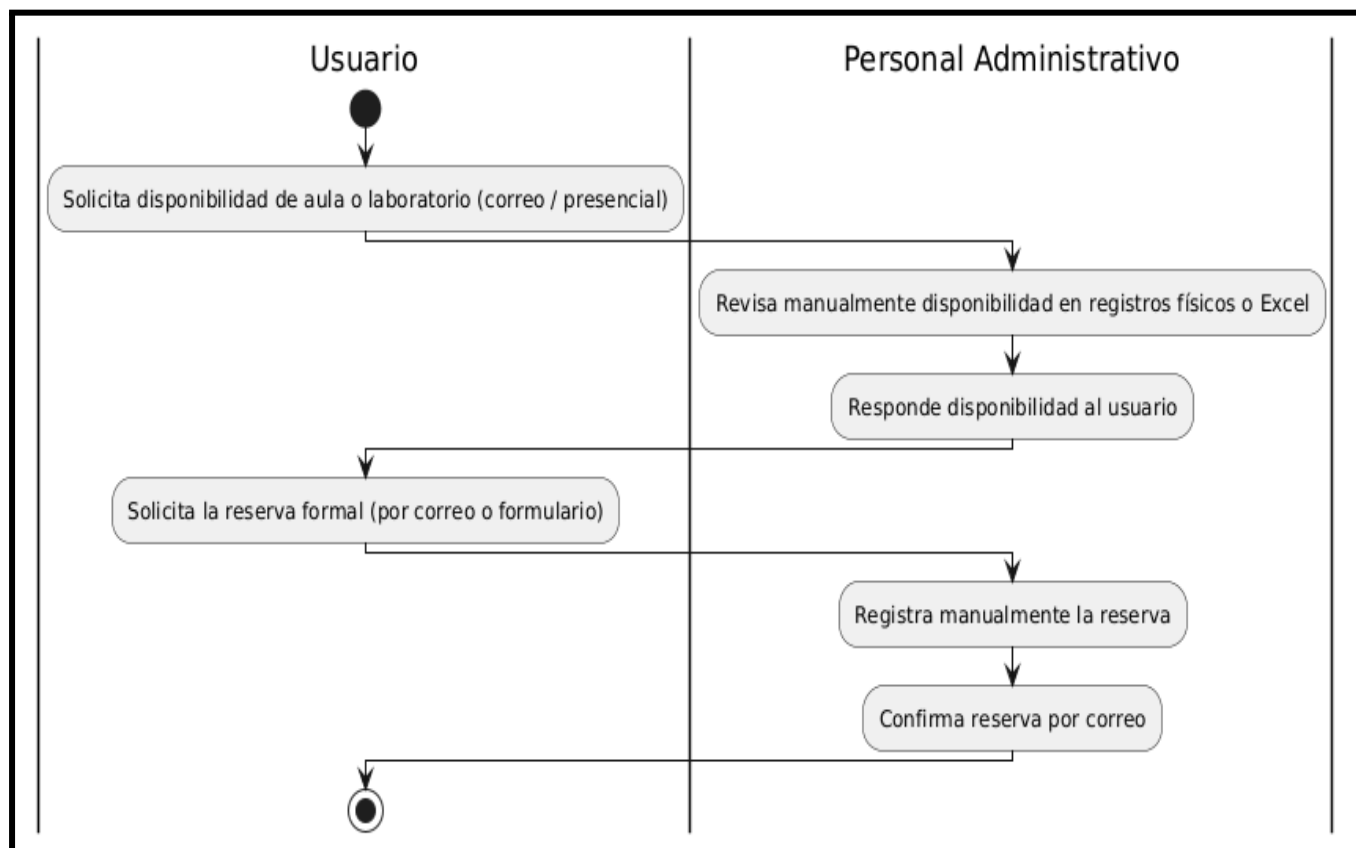 Usuario
Personal Administrativo
Solicita disponibilidad de aula o laboratorio (correo / presencial)
Revisa manualmente disponibilidad en registros físicos o Excel
Responde disponibilidad al usuario
Solicita la reserva formal (por correo o formulario)
Registra manualmente la reserva
Confirma reserva por correo